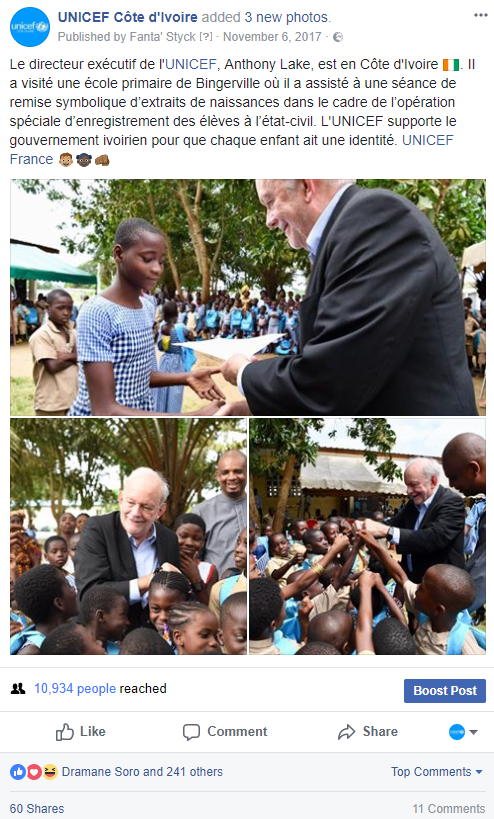 unicef
UNICEF Côte d'Ivoire added 3 new photos.
Published by Fanta' Styck [?] · November 6, 2017 ·
Le directeur exécutif de l'UNICEF, Anthony Lake, est en Côte d'Ivoire 🇨🇮. Il
a visité une école primaire de Bingerville où il a assisté à une séance de
remise symbolique d'extraits de naissances dans le cadre de l'opération
spéciale d'enregistrement des élèves à l'état-civil. L'UNICEF supporte le
gouvernement ivoirien pour que chaque enfant ait une identité. UNICEF
France
10,934 people reached
Boost Post
Like Comment Share
Dramane Soro and 241 others Top Comments
60 Shares 11 Comments